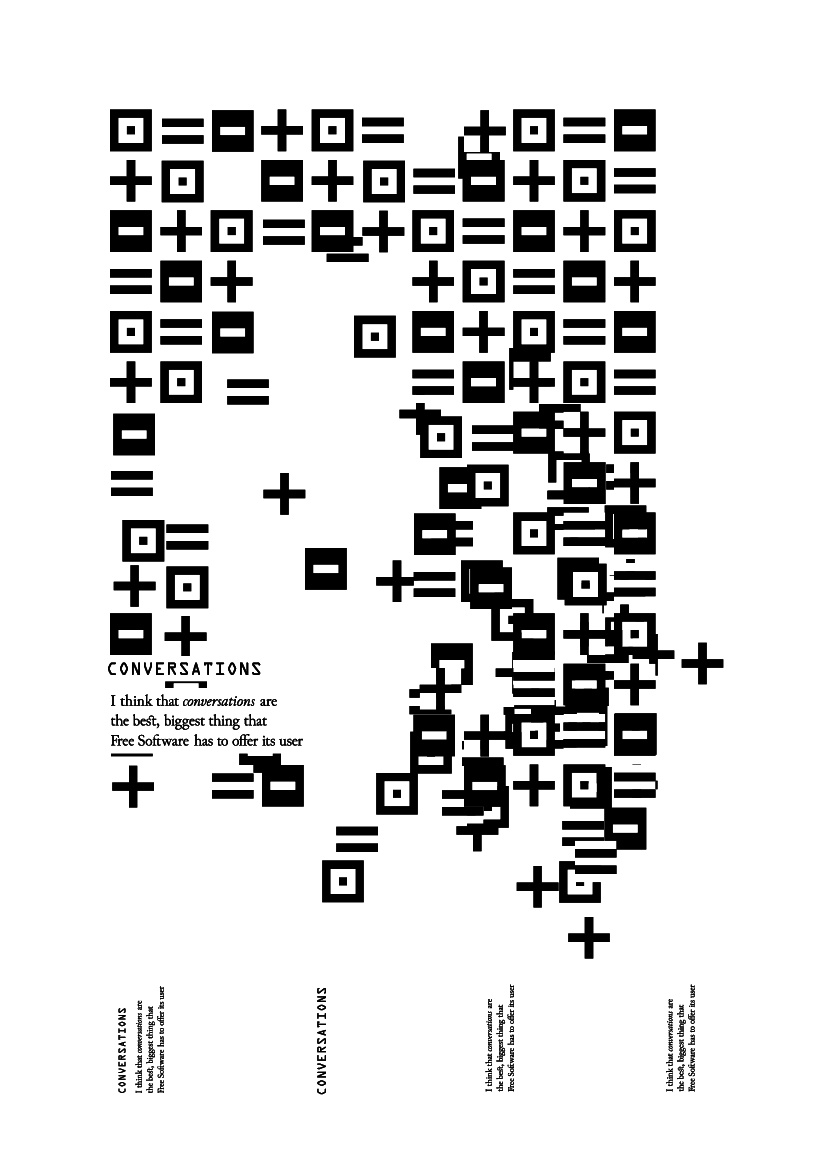 CONVERSATIONS
I think that conversations are
the best, biggest thing that
Free Software has to offer its user
CONVERSATIONS
I think that conversations are
the best, biggest thing that
Free Software has to offer its user
CONVERSATIONS
I think that conversations are
the best, biggest thing that
Free Software has to offer its user
I think that conversations are
the best, biggest thing that
Free Software has to offer its user